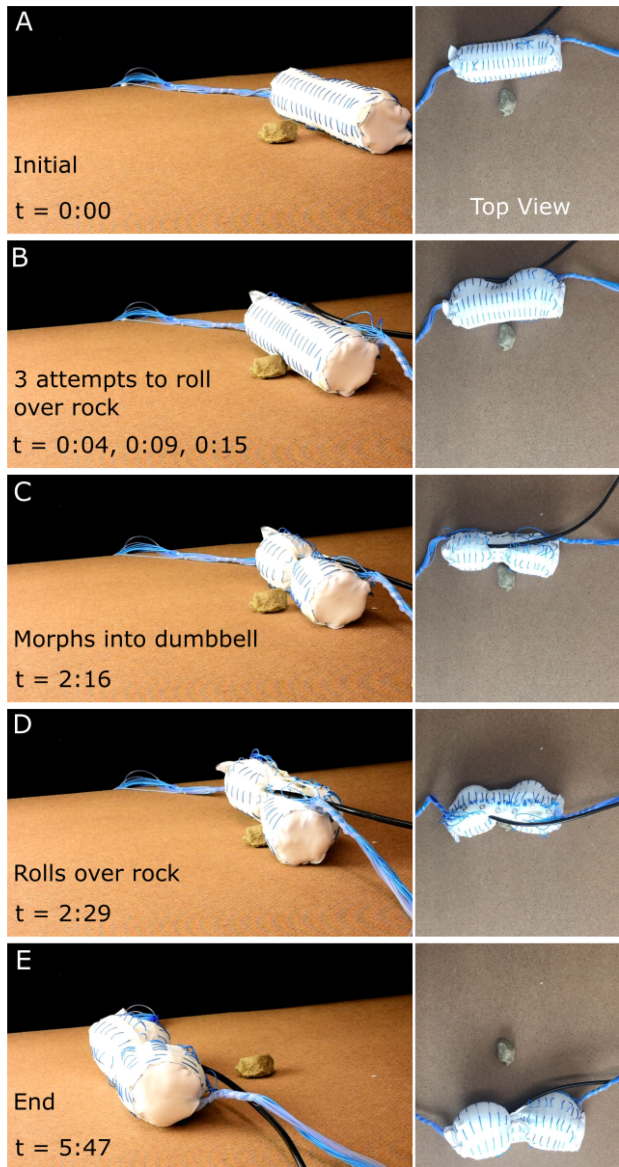 A
Initial
t = 0:00
Top View
B
3 attempts to roll
over rock
t = 0:04, 0:09, 0:15
C
Morphs into dumbbell
t = 2:16
D
Rolls over rock
t = 2:29
E
End
t = 5:47